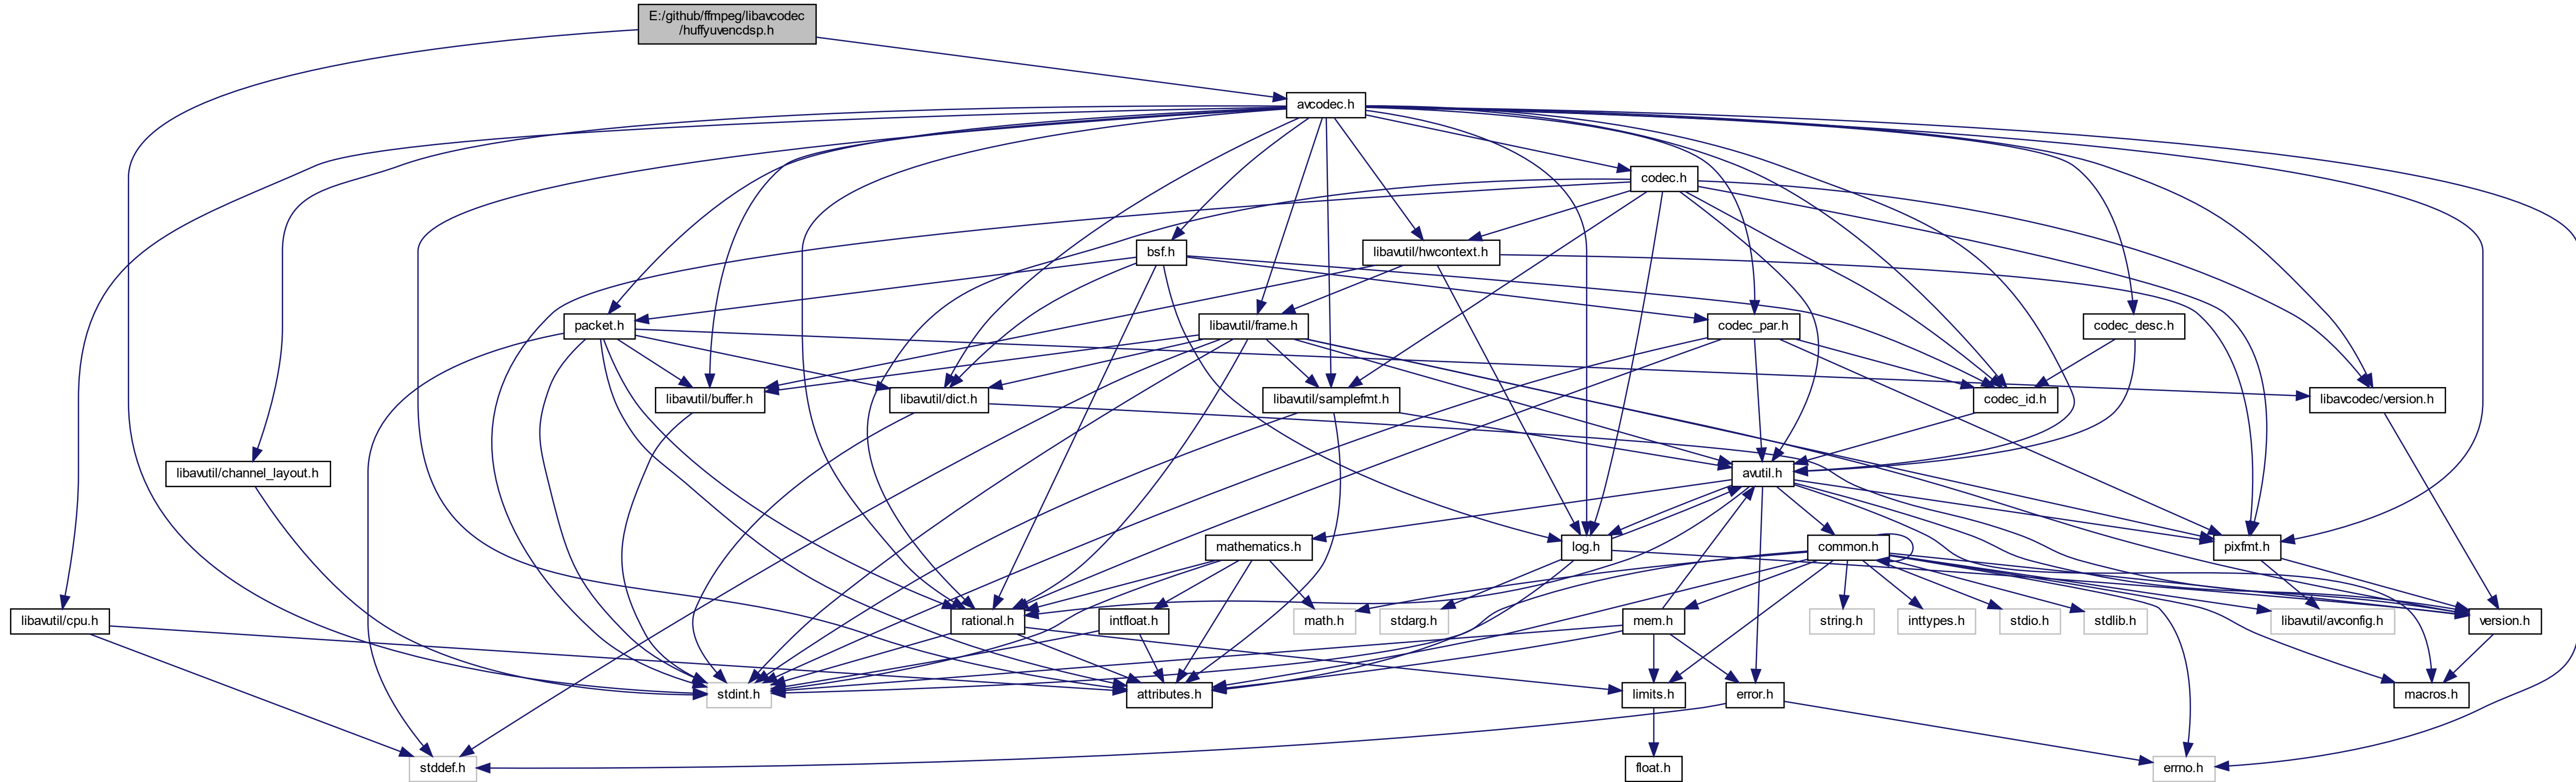 E:/github/ffmpeg/libavcodec
/huffyuvencdsp.h
avcodec.h
codec.h
bsf.h
libavutil/hwcontext.h
packet.h
libavutil/frame.h
codec_par.h
codec_desc.h
libavutil/buffer.h
libavutil/dict.h
libavutil/samplefmt.h
codec_id.h
libavcodec/version.h
libavutil/channel_layout.h
avutil.h
mathematics.h
log.h
common.h
pixfmt.h
libavutil/cpu.h
rational.h
intfloat.h
math.h
stdarg.h
mem.h
string.h
inttypes.h
stdio.h
stdlib.h
libavutil/avconfig.h
version.h
stdint.h
attributes.h
limits.h
error.h
macros.h
stddef.h
float.h
errno.h